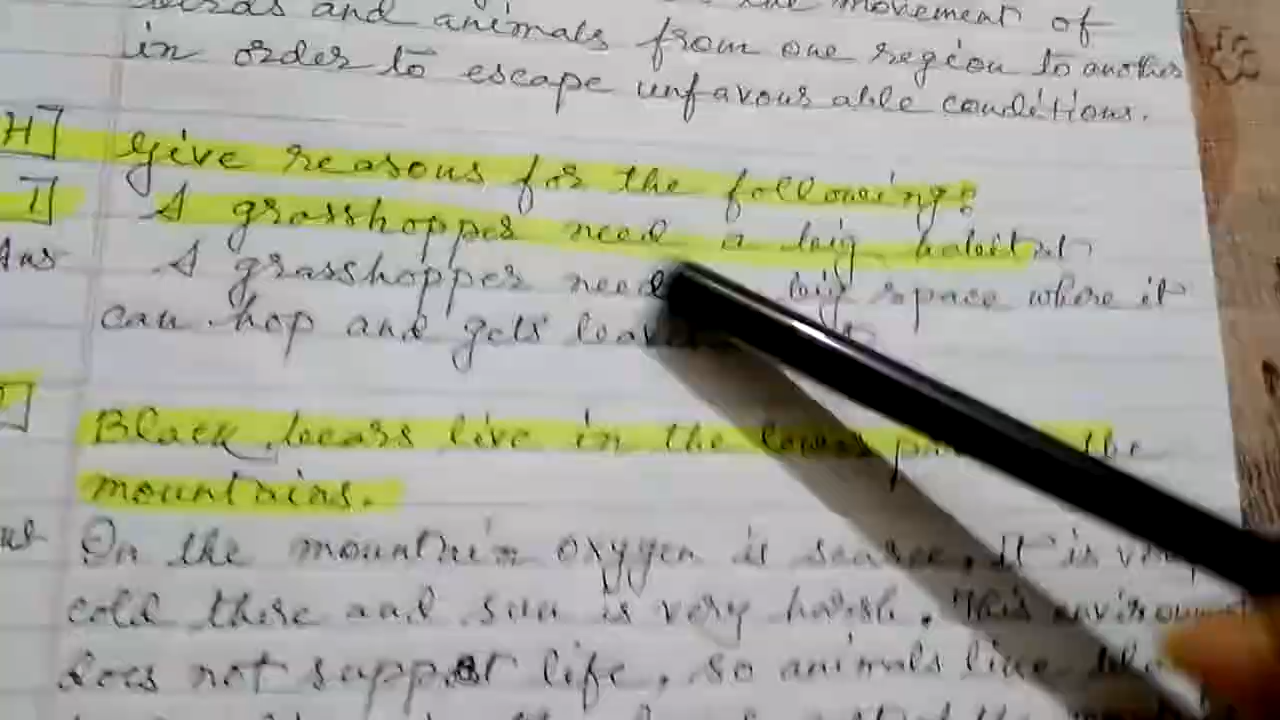 and animals from one region to another
in order to escape unfavourable conditions.
H] Give reasons for the following:
1] A grasshopper need a big habitat
Ans A grasshopper need big space where it
can hop and gets
Black bears live in the lower the
mountains.
On the mountain oxygen is scarce. It is
cold there and sun is very harsh. This
does not support life, so animals live